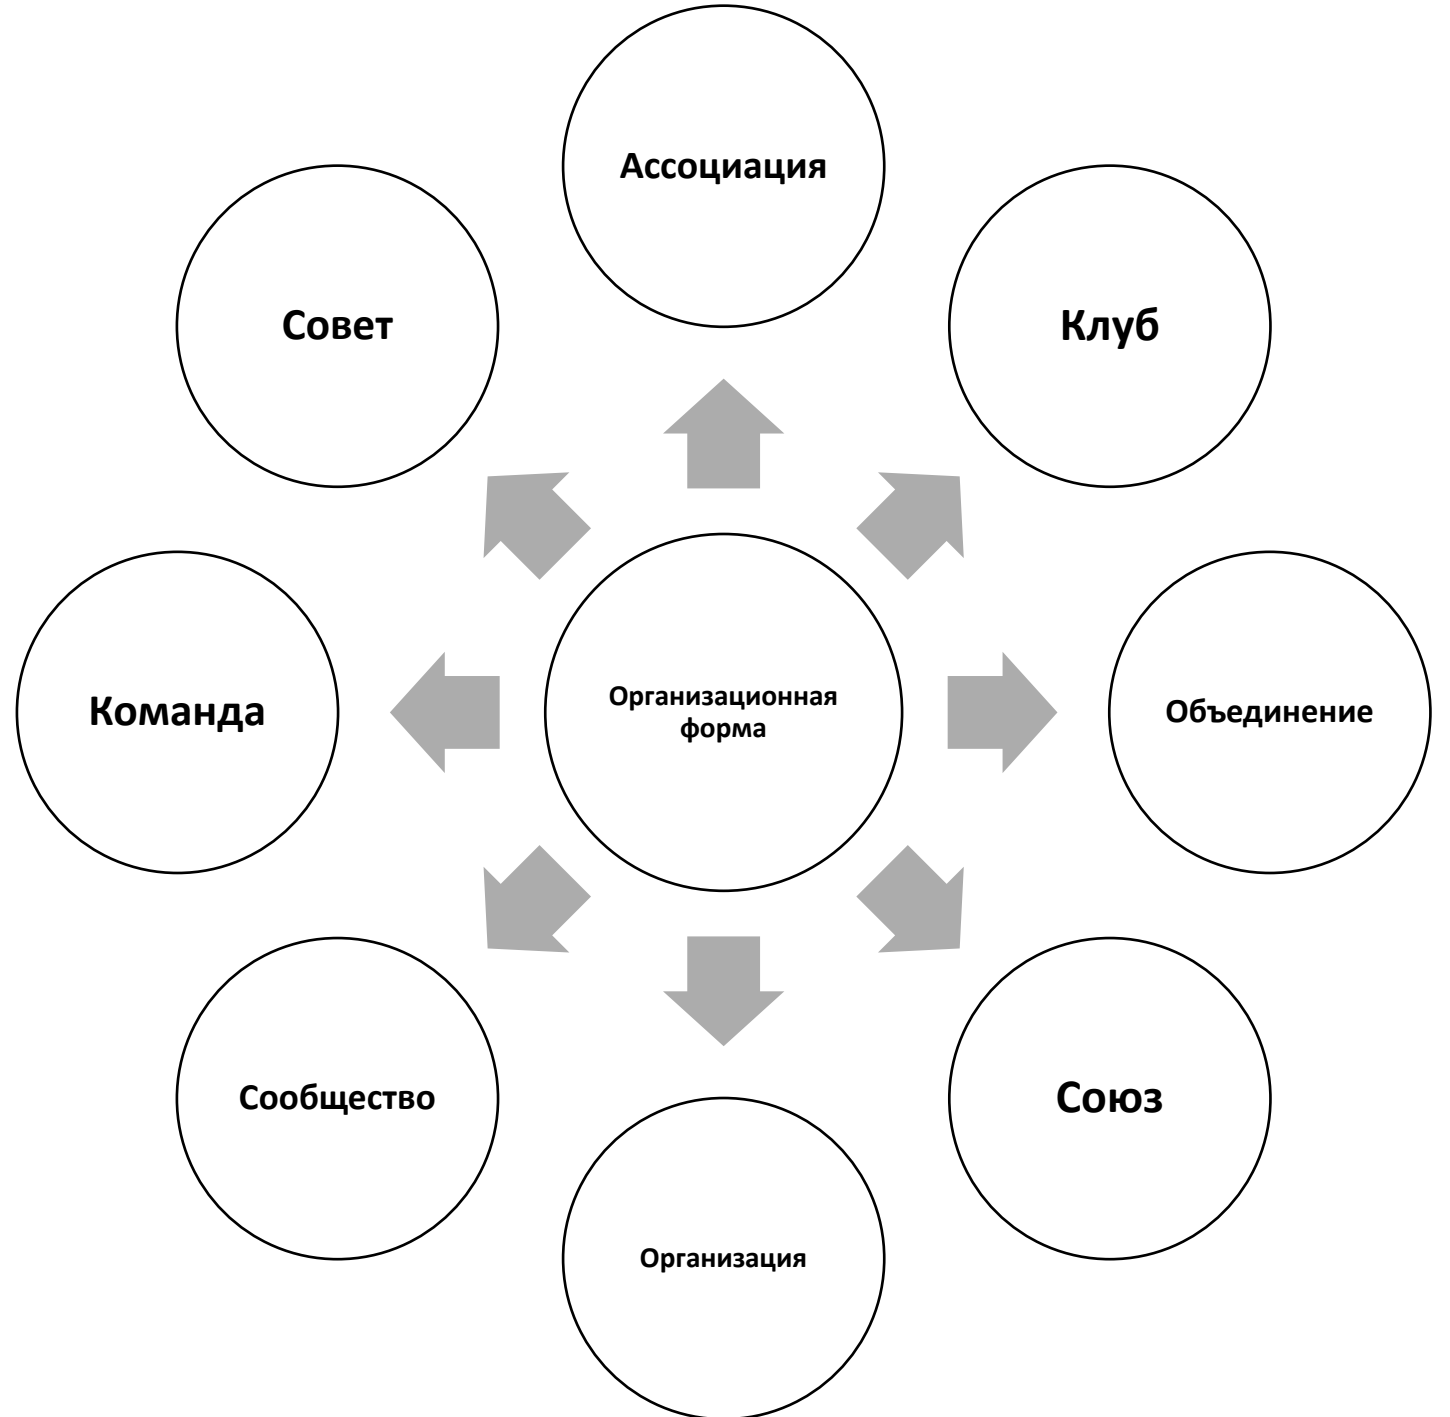 Ассоциация
Совет
Клуб
Команда
Организационная
форма
Объединение
Сообщество
Союз
Организация